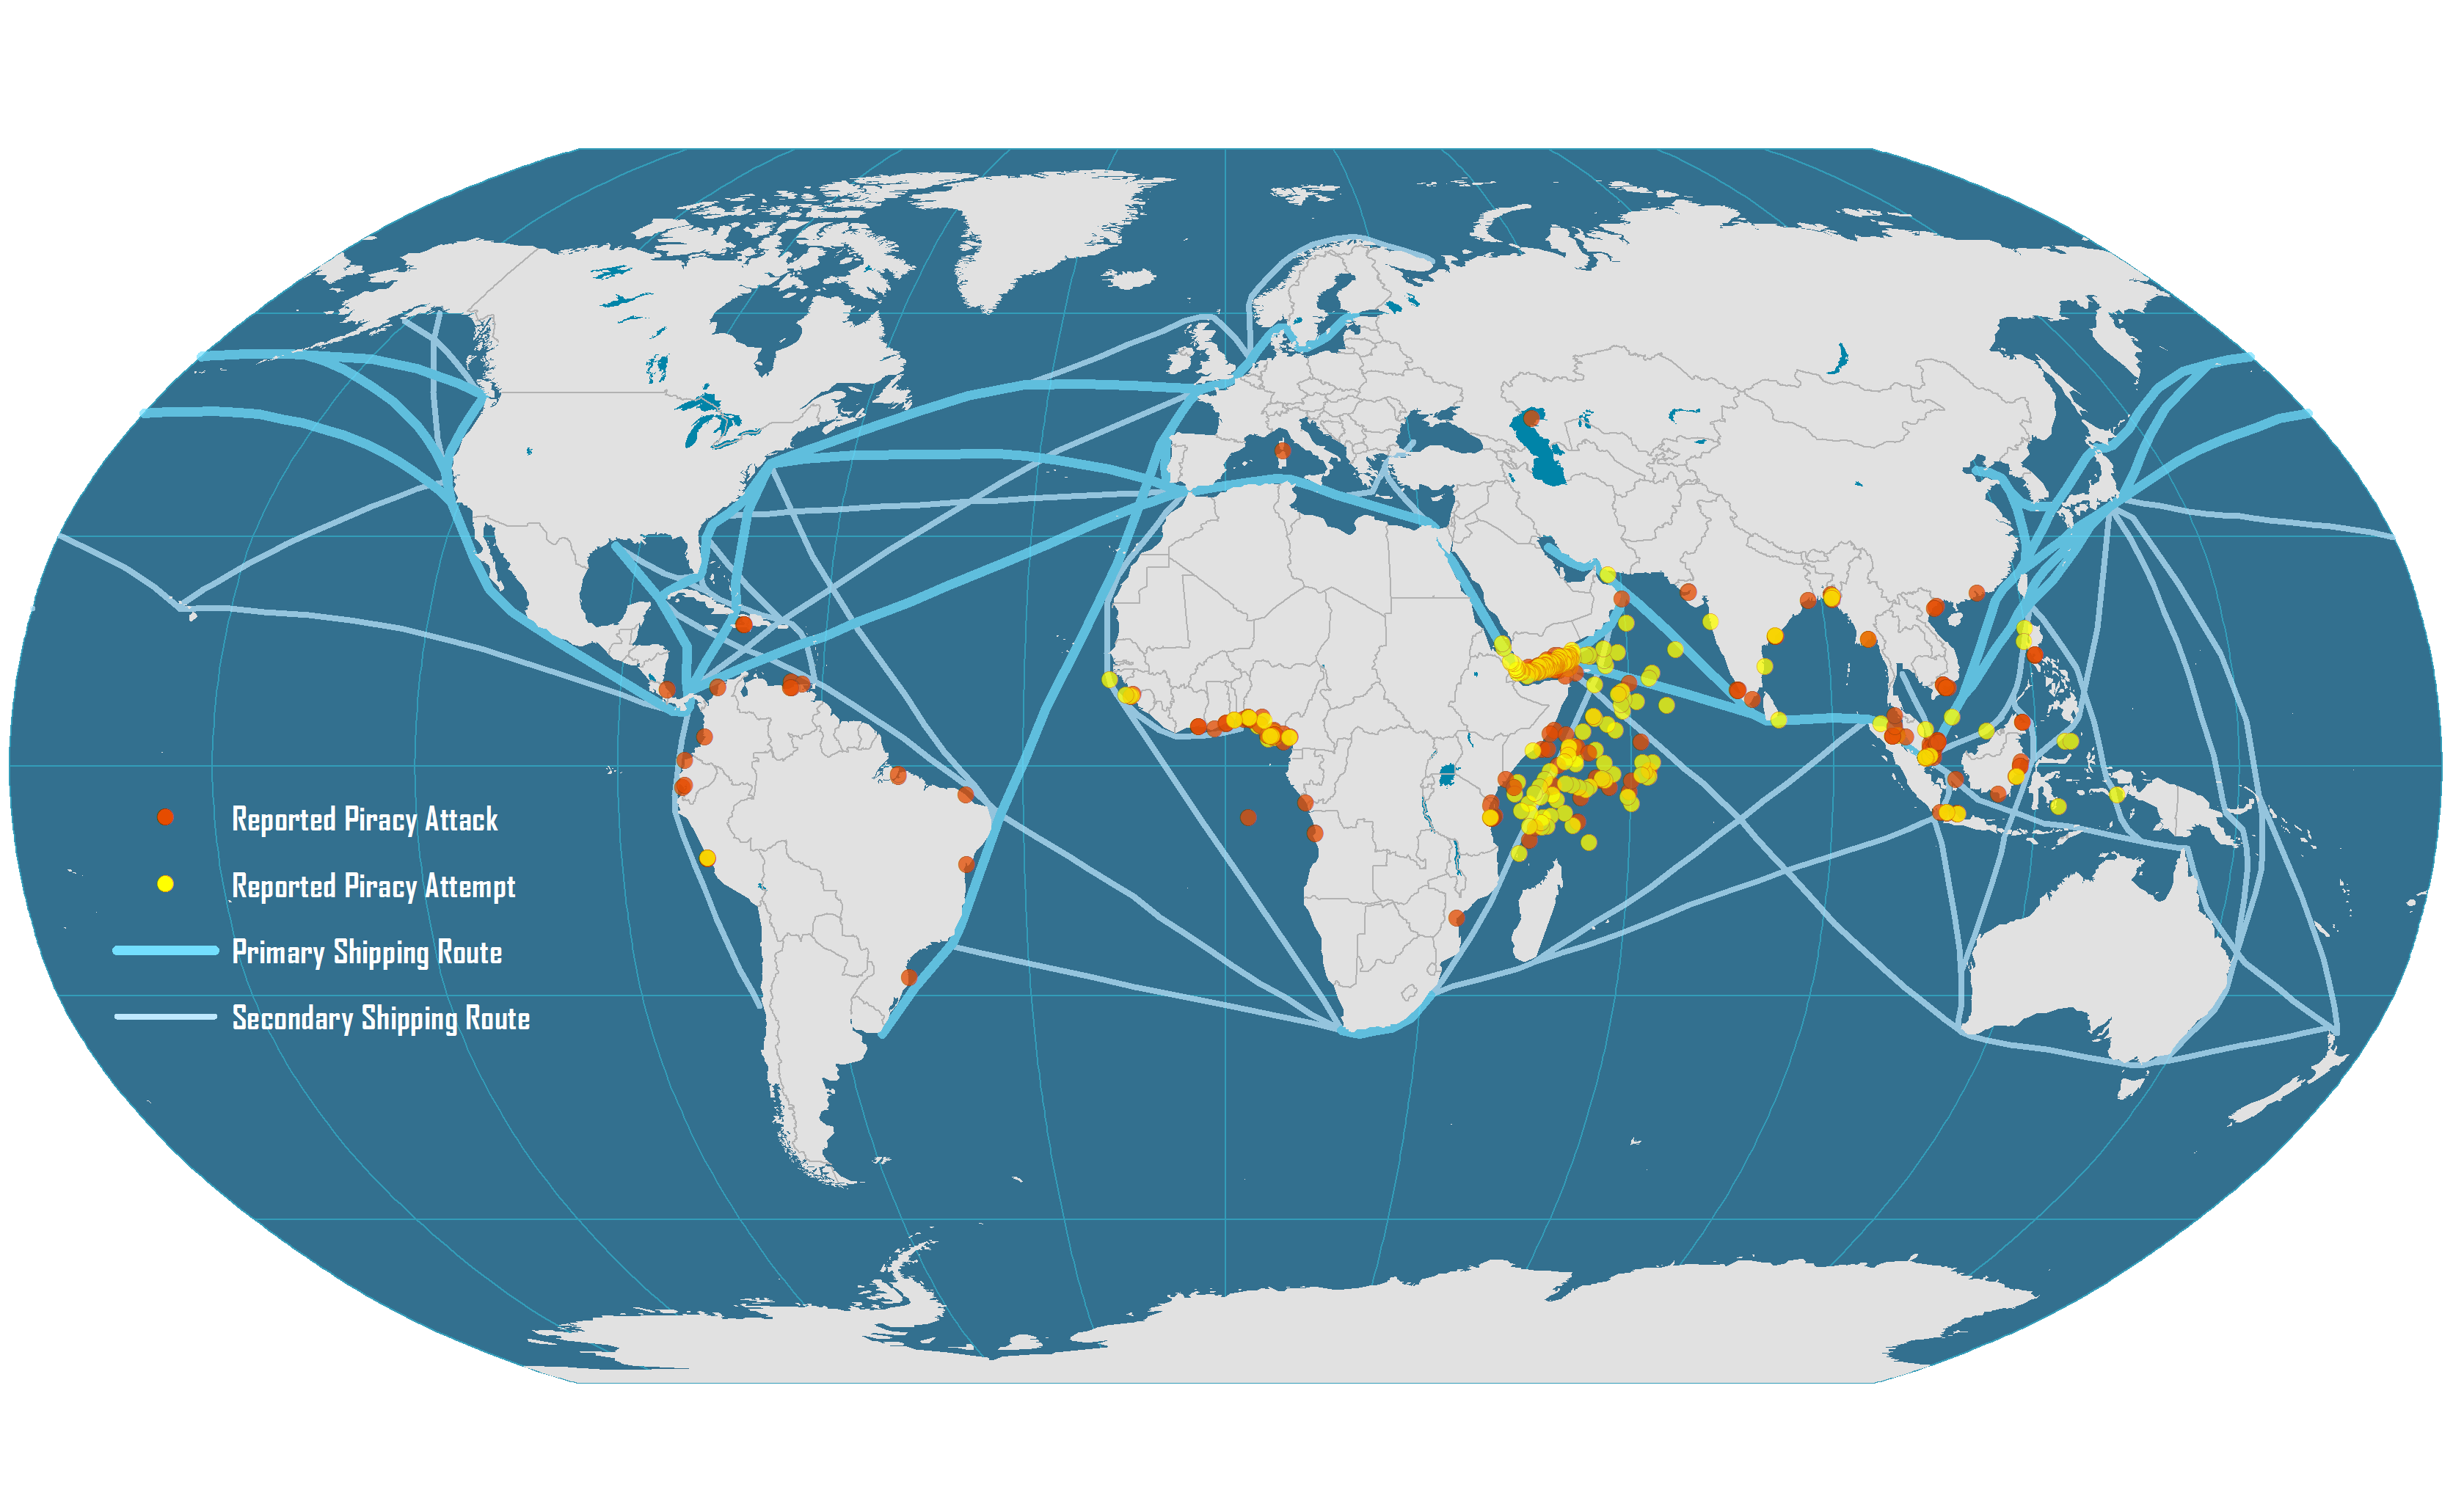 Reported Piracy Attack
Reported Piracy Attempt
Primary Shipping Route
Secondary Shipping Route